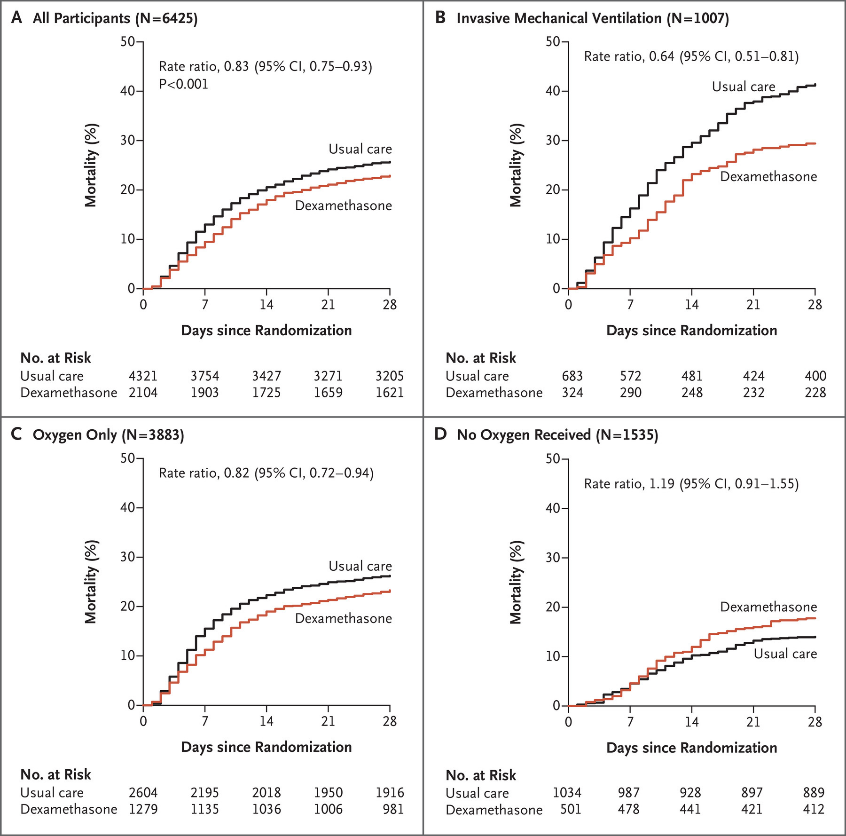 A All Participants (N=6425)
50
40
30
20
10
0
Mortality (%)
Rate ratio, 0.83 (95% CI, 0.75–0.93)
P<0.001
Usual care
Dexamethasone
0 7 14 21 28
Days since Randomization
No. at Risk
Usual care 4321 3754 3427 3271 3205
Dexamethasone 2104 1903 1725 1659 1621
B Invasive Mechanical Ventilation (N=1007)
50
40
30
20
10
0
Mortality (%)
Rate ratio, 0.64 (95% CI, 0.51–0.81)
Usual care
Dexamethasone
0 7 14 21 28
Days since Randomization
No. at Risk
Usual care 683 572 481 424 400
Dexamethasone 324 290 248 232 228
C Oxygen Only (N=3883)
50
40
30
20
10
0
Mortality (%)
Rate ratio, 0.82 (95% CI, 0.72–0.94)
Usual care
Dexamethasone
0 7 14 21 28
Days since Randomization
No. at Risk
Usual care 2604 2195 2018 1950 1916
Dexamethasone 1279 1135 1036 1006 981
D No Oxygen Received (N=1535)
50
40
30
20
10
0
Mortality (%)
Rate ratio, 1.19 (95% CI, 0.91–1.55)
Dexamethasone
Usual care
0 7 14 21 28
Days since Randomization
No. at Risk
Usual care 1034 987 928 897 889
Dexamethasone 501 478 441 421 412